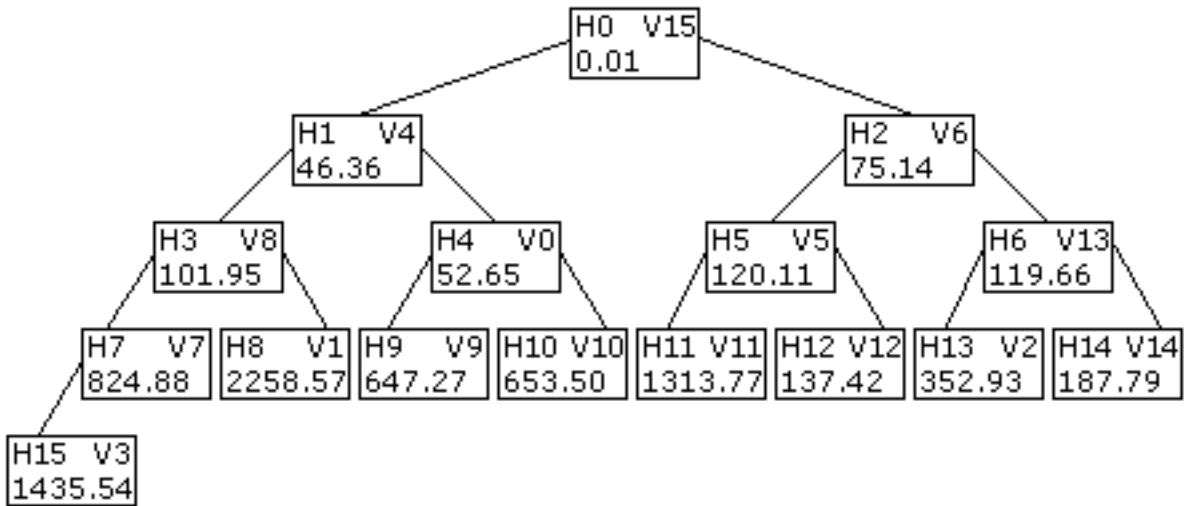 H0 V15
0.01
H1 V4
46.36
H2 V6
75.14
H3 V8
101.95
H4 V0
52.65
H5 V5
120.11
H6 V13
119.66
H7 V7
824.88
H8 V1
2258.57
H9 V9
647.27
H10 V10
653.50
H11 V11
1313.77
H12 V12
137.42
H13 V2
352.93
H14 V14
187.79
H15 V3
1435.54